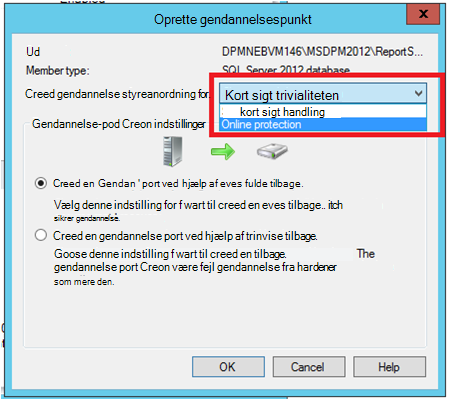 Oprette gendannelsespunkt
x
Ud DPMNEBVM146\MSDPM2012\ReportS...
Member type: SQL Server 2012 database
Creed gendannelse styreanordning for: Kort sigt trivialiteten
kort sigt handling
Online protection
Gendannelse-pod Creon indstillinger
Creed en Gendan ' port ved hjælp af eves fulde tilbage.
Vælg denne indstilling for f wart til creed en eves tilbage.. itch
sikrer gendannelse.
Creed en gendannelse port ved hjælp af trinvise tilbage.
Goose denne indstilling f wart til creed en tilbage. The
gendannelse port Creon være fejl gendannelse fra hardener
som mere den.
OK Cancel Help